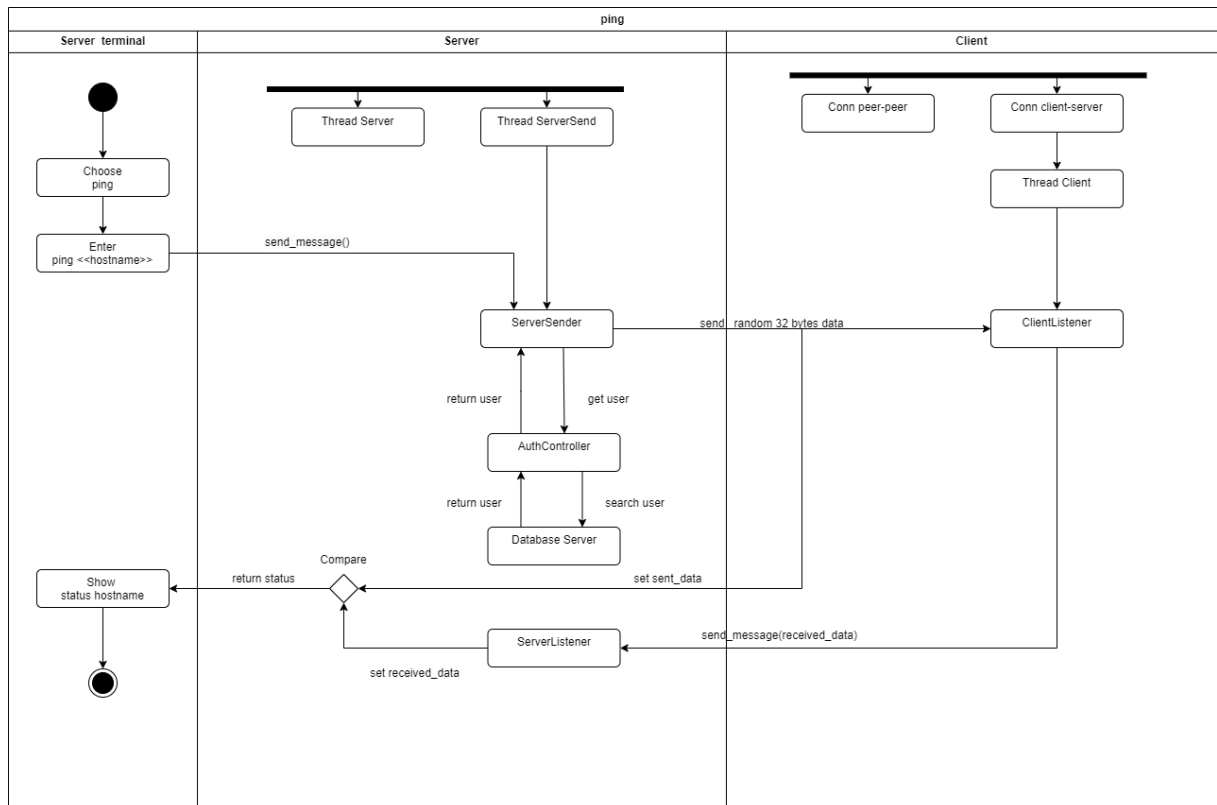 ping
Server terminal
Server
Client
Thread Server
Thread ServerSend
Conn peer-peer
Conn client-server
Choose
ping
Thread Client
Enter
ping <<hostname>>
send_message()
ServerSender
send_ random 32 bytes data
ClientListener
return user
get user
AuthController
return user
search user
Database Server
Compare
Show
status hostname
return status
set sent_data
ServerListener
send_message(received_data)
set received_data